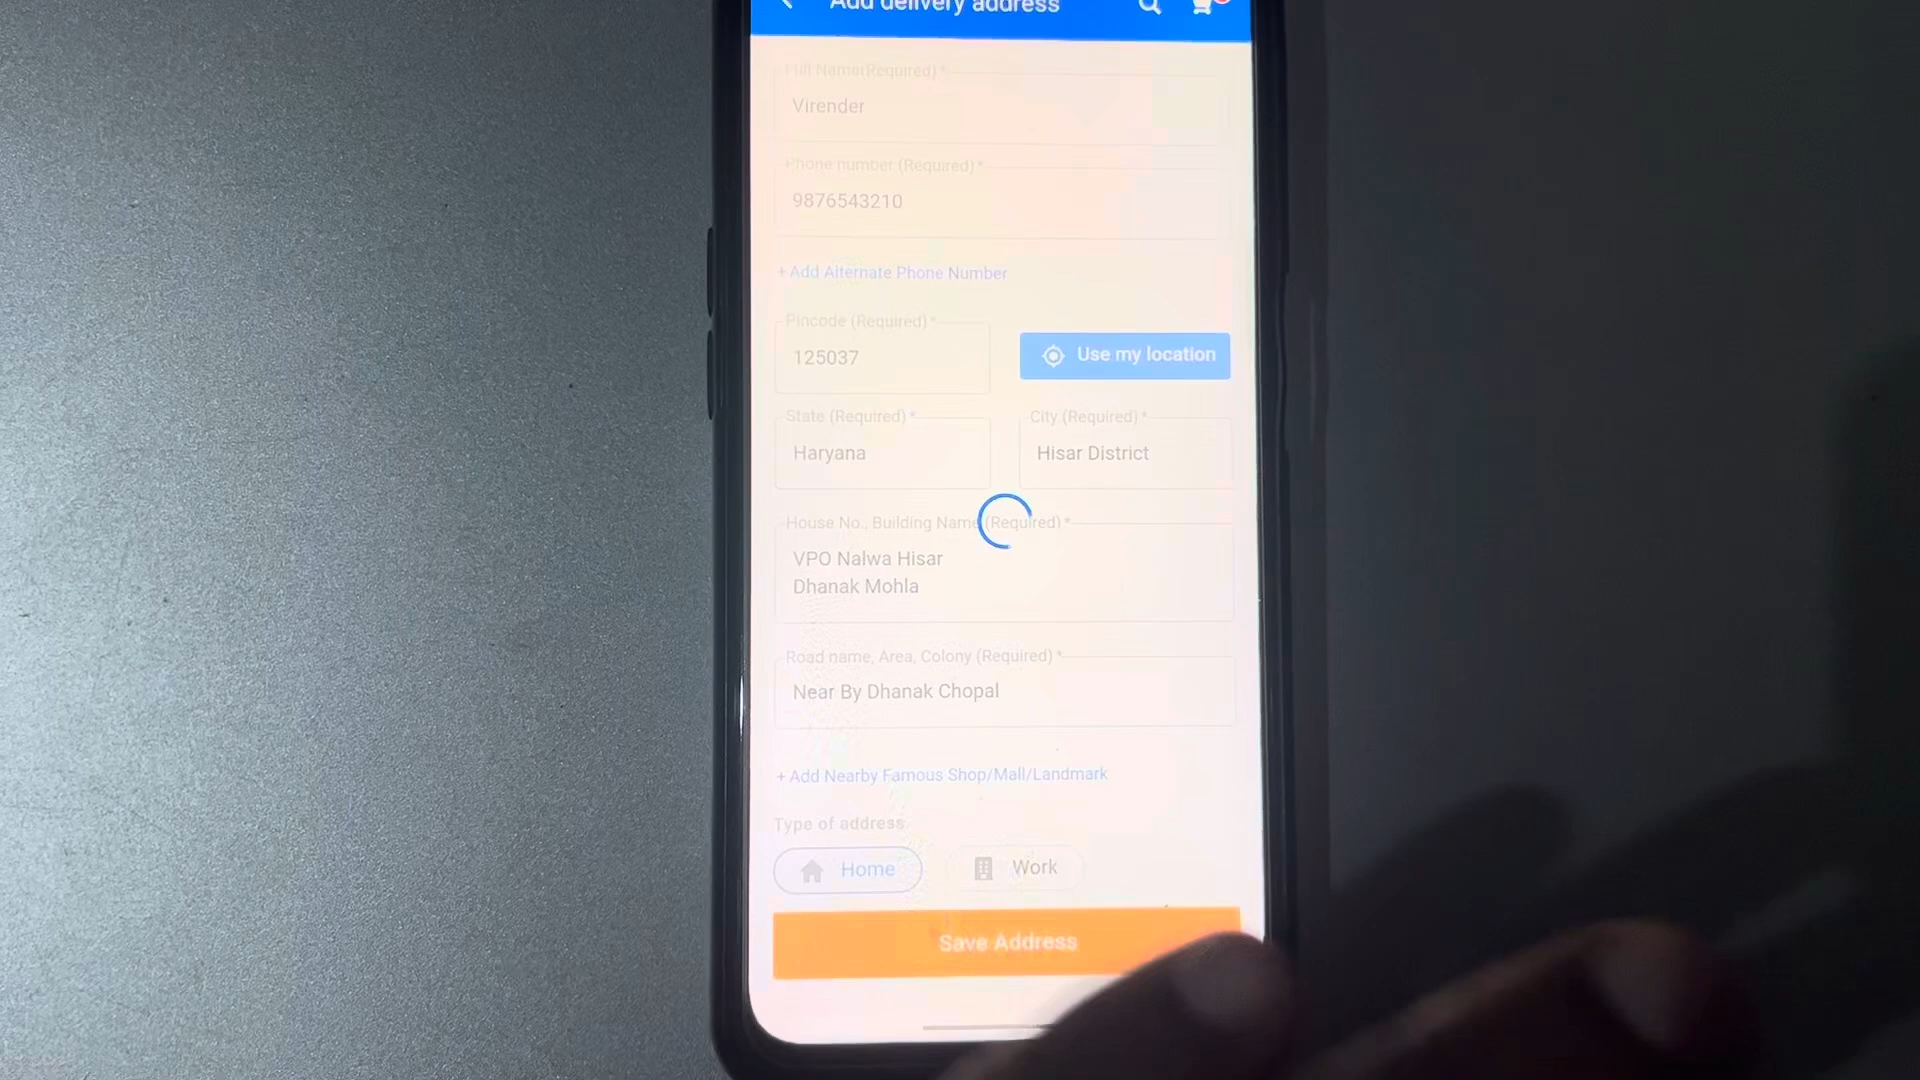 Add delivery address
Full Name(Required) *
Virender
Phone number (Required) *
9876543210
+ Add Alternate Phone Number
Pincode (Required) *
125037
Use my location
State (Required) *
City (Required) *
Haryana
Hisar District
House No., Building Name (Required) *
VPO Nalwa Hisar
Dhanak Mohla
Road name, Area, Colony (Required) *
Near By Dhanak Chopal
+ Add Nearby Famous Shop/Mall/Landmark
Type of address
Home
Work
Save Address